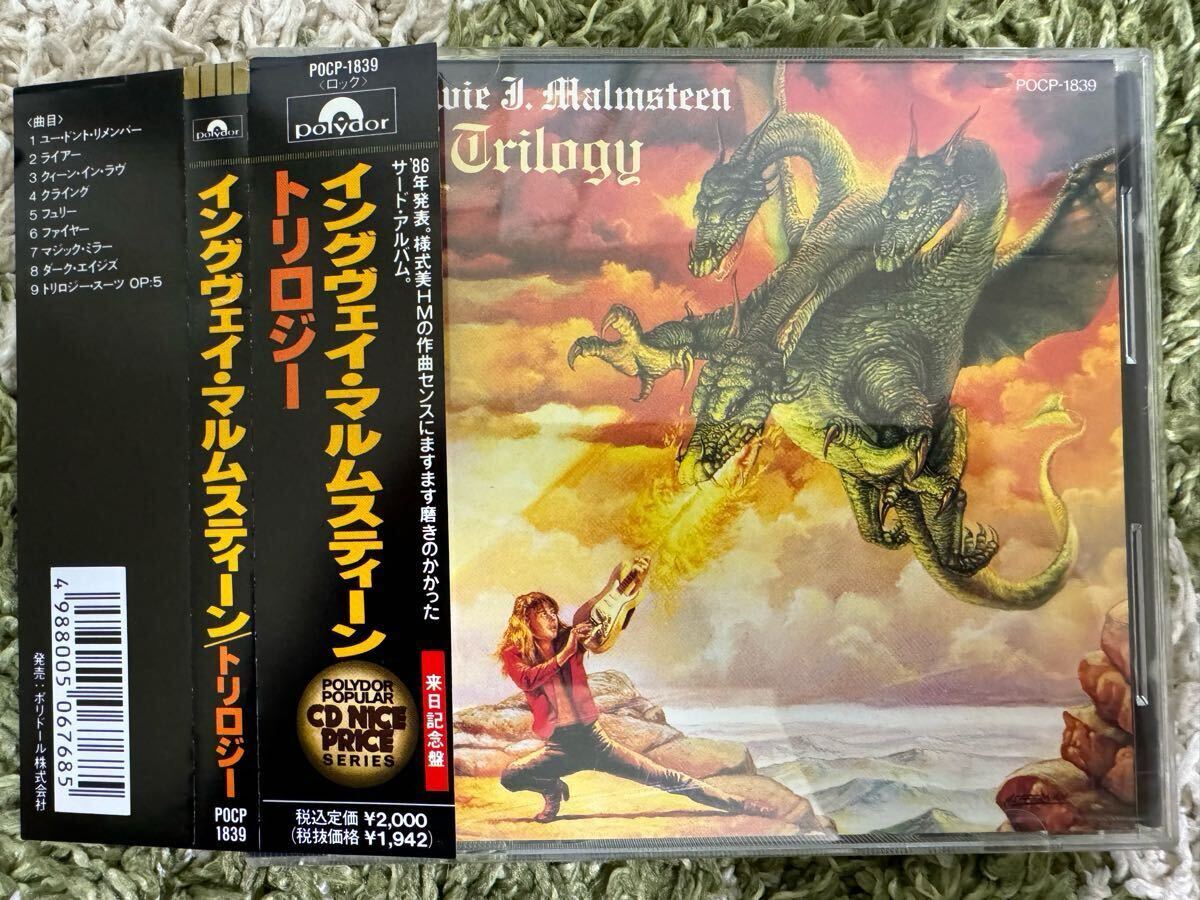 〈曲目〉
1 ユー・ドント・リメンバー
2 ライアー
3 クィーン・イン・ラヴ
4 クライング
5 フュリー
6 ファイヤー
7 マジック・ミラー
8 ダーク・エイジズ
9 トリロジー・スーツ OP:5
4 988005 067685
発売:ポリドール株式会社
polydor
イングヴェイ・マルムスティーン/トリロジー
POCP
1839
POCP-1839
〈ロック〉
polydor
イングヴェイ・マルムスティーン
トリロジー
'86年発表。様式美HMの作曲センスにますます磨きのかかった
サード・アルバム。
来日記念盤
POLYDOR
POPULAR
CD NICE
PRICE
SERIES
税込定価 ¥2,000
(税抜価格 ¥1,942)
wie J. Malmsteen
Trilogy
POCP-1839